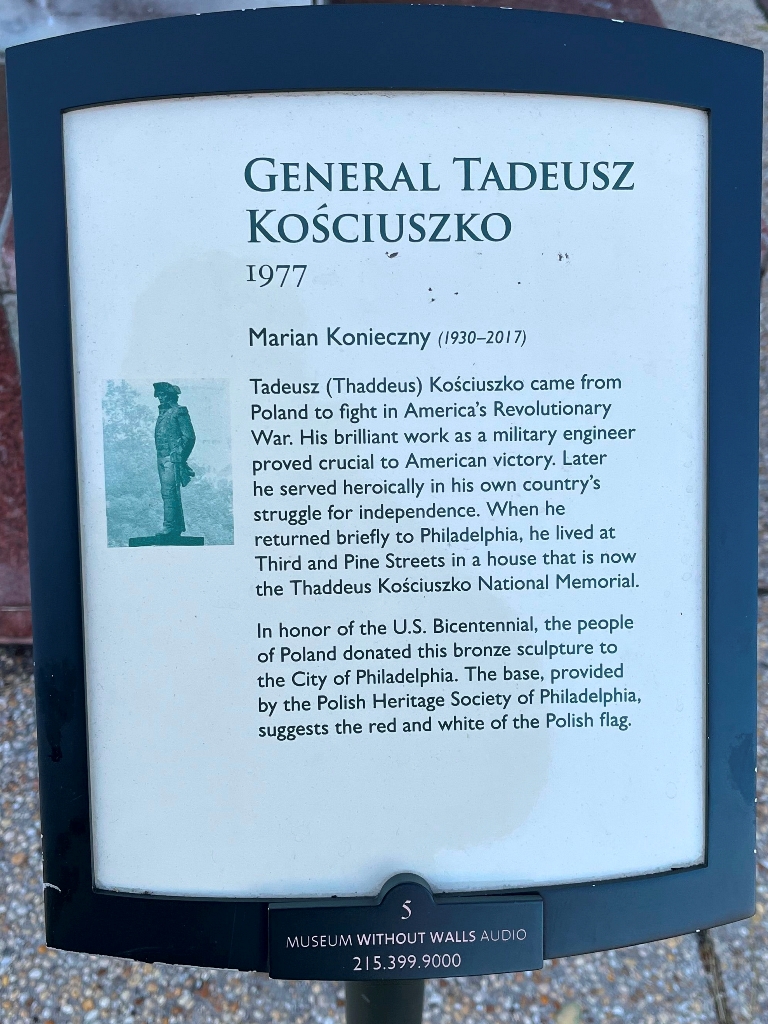 GENERAL TADEUSZ
KOŚCIUSZKO
1977
Marian Konieczny (1930–2017)
Tadeusz (Thaddeus) Kościuszko came from
Poland to fight in America's Revolutionary
War. His brilliant work as a military engineer
proved crucial to American victory. Later
he served heroically in his own country's
struggle for independence. When he
returned briefly to Philadelphia, he lived at
Third and Pine Streets in a house that is now
the Thaddeus Kościuszko National Memorial.
In honor of the U.S. Bicentennial, the people
of Poland donated this bronze sculpture to
the City of Philadelphia. The base, provided
by the Polish Heritage Society of Philadelphia,
suggests the red and white of the Polish flag.
5
MUSEUM WITHOUT WALLS AUDIO
215.399.9000